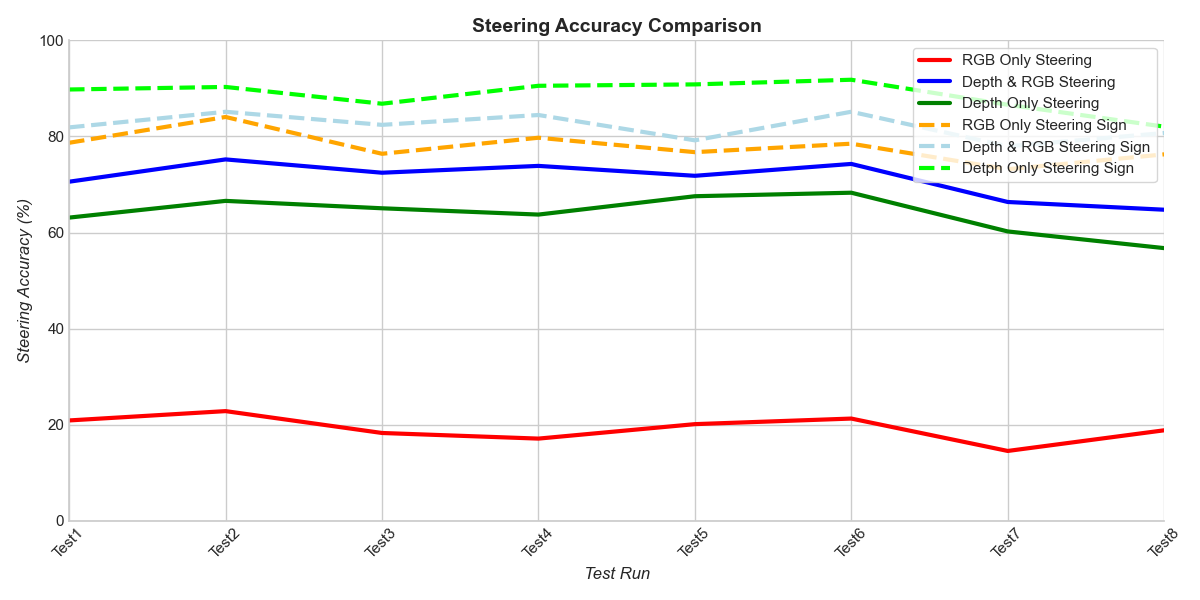 Steering Accuracy Comparison
100
80
60
40
20
0
Steering Accuracy (%)
RGB Only Steering
Depth & RGB Steering
Depth Only Steering
RGB Only Steering Sign
Depth & RGB Steering Sign
Detph Only Steering Sign
Test1
Test2
Test3
Test4
Test5
Test6
Test7
Test8
Test Run